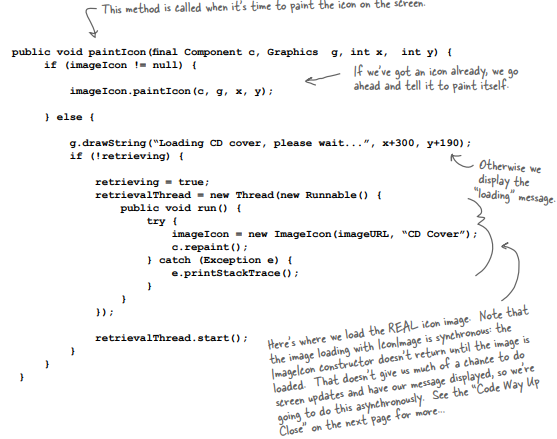 This method is called when it's time to paint the icon on the screen.
public void paintIcon(final Component c, Graphics  g, int x,  int y) {
if (imageIcon != null) {
If we've got an icon already, we go
ahead and tell it to paint itself.
imageIcon.paintIcon(c, g, x, y);
} else {
g.drawString(“Loading CD cover, please wait...”, x+300, y+190);
if (!retrieving) {
Otherwise we
display the
“loading” message.
retrieving = true;
retrievalThread = new Thread(new Runnable() {
public void run() {
try {
imageIcon = new ImageIcon(imageURL, “CD Cover”);
c.repaint();
} catch (Exception e) {
e.printStackTrace();
}
}
});
retrievalThread.start();
}
}
}
Here's where we load the REAL icon image.  Note that
the image loading with IconImage is synchronous: the
ImageIcon constructor doesn't return until the image is
loaded.  That doesn't give us much of a chance to do
screen updates and have our message displayed, so we're
going to do this asynchronously.  See the “Code Way Up
Close” on the next page for more...